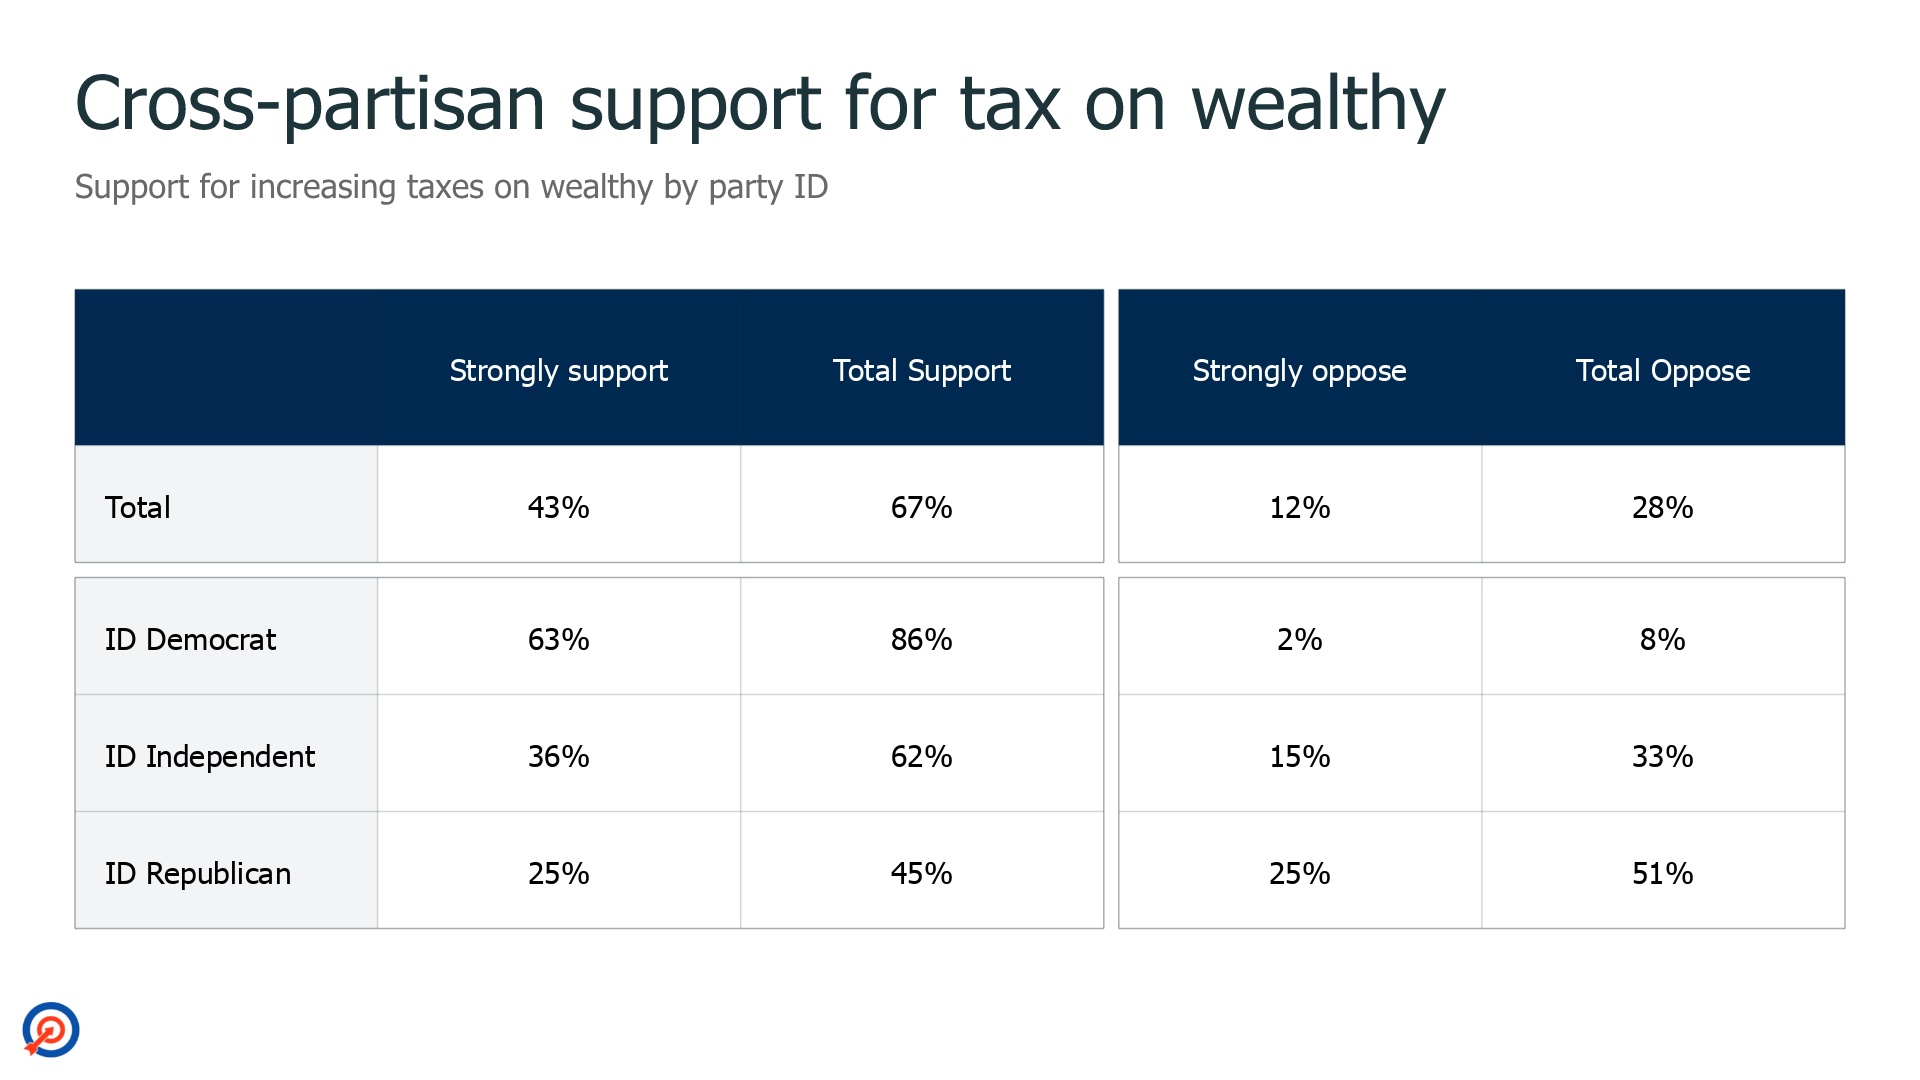 Cross-partisan support for tax on wealthy
Support for increasing taxes on wealthy by party ID
Strongly support Total Support Strongly oppose Total Oppose
Total 43% 67% 12% 28%
ID Democrat 63% 86% 2% 8%
ID Independent 36% 62% 15% 33%
ID Republican 25% 45% 25% 51%